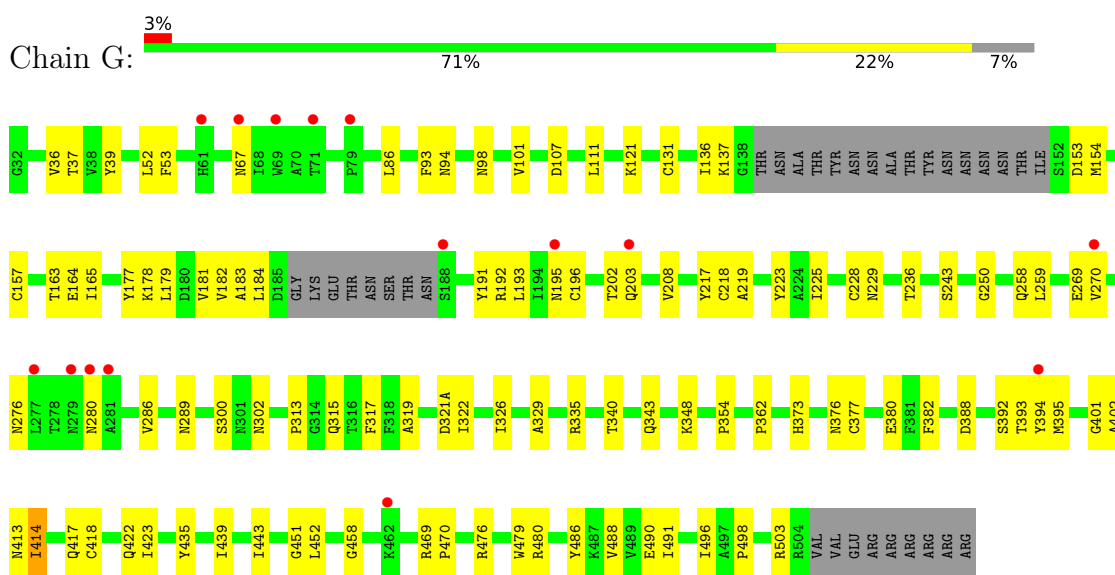 3%
Chain G:
71% 22% 7%
G32 V36 T37 V38 Y39 L52 F53 H61 N67 I68 W69 A70 T71 P79 L86 F93 N94 N98 V101 D107 L111 K121 C131 I136 K137 G138 THR ASN ALA THR TYR ASN ASN ALA THR TYR ASN ASN ASN ASN THR ILE S152 D153 M154
C157 T163 E164 I165 Y177 K178 L179 D180 V181 V182 A183 L184 D185 GLY LYS GLU THR ASN SER THR ASN S188 Y191 R192 L193 I194 N195 C196 T202 Q203 V208 Y217 C218 A219 Y223 A224 I225 C228 N229 T236 S243 G250 Q258 L259 E269 V270
N276 L277 T278 N279 N280 A281 V286 N289 S300 N301 N302 P313 G314 Q315 T316 F317 F318 A319 D321A I322 I326 A329 R335 T340 Q343 K348 P354 P362 H373 N376 C377 E380 F381 F382 D388 S392 T393 Y394 M395 G401 A402
N413 I414 Q417 C418 Q422 I423 Y435 I439 I443 G451 L452 G458 K462 R469 P470 R476 W479 R480 Y486 K487 V488 V489 E490 I491 I496 A497 P498 R503 R504 VAL VAL GLU ARG ARG ARG ARG ARG ARG